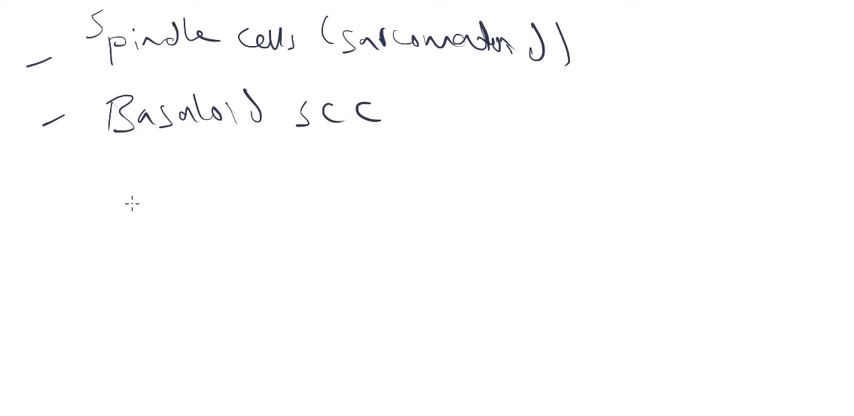 - Spindle cells (sarcomatoid)
- Basaloid SCC